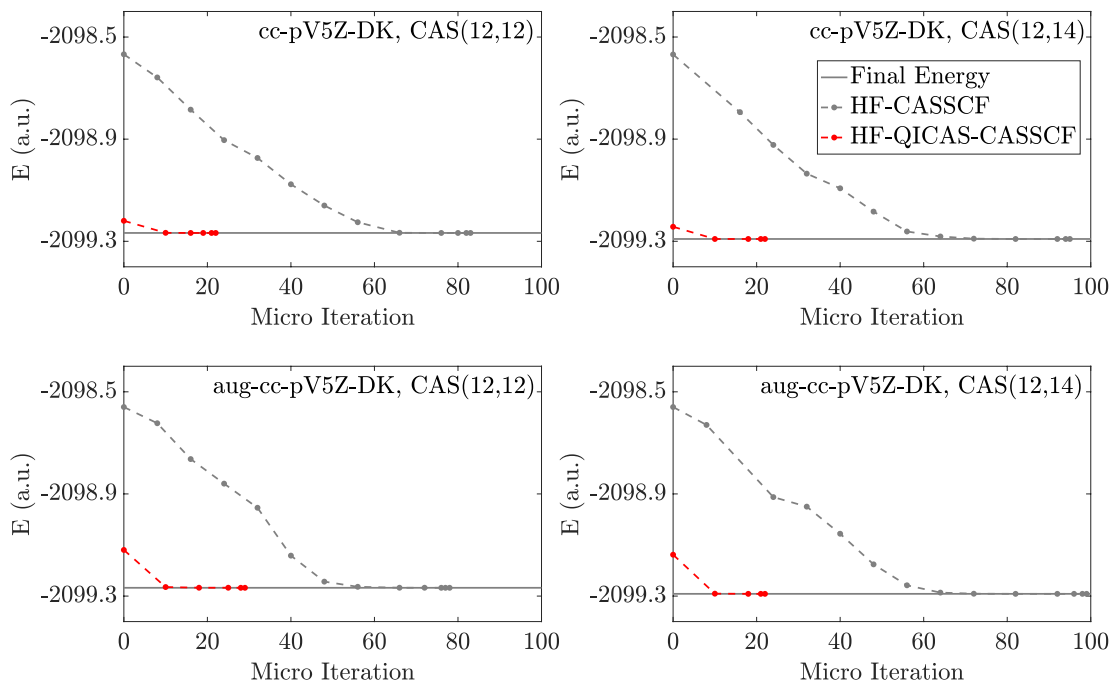 cc-pV5Z-DK, CAS(12,12)
-2098.5
-2098.9
-2099.3
E (a.u.)
0 20 40 60 80 100
Micro Iteration
cc-pV5Z-DK, CAS(12,14)
Final Energy
HF-CASSCF
HF-QICAS-CASSCF
-2098.5
-2098.9
-2099.3
E (a.u.)
0 20 40 60 80 100
Micro Iteration
aug-cc-pV5Z-DK, CAS(12,12)
-2098.5
-2098.9
-2099.3
E (a.u.)
0 20 40 60 80 100
Micro Iteration
aug-cc-pV5Z-DK, CAS(12,14)
-2098.5
-2098.9
-2099.3
E (a.u.)
0 20 40 60 80 100
Micro Iteration